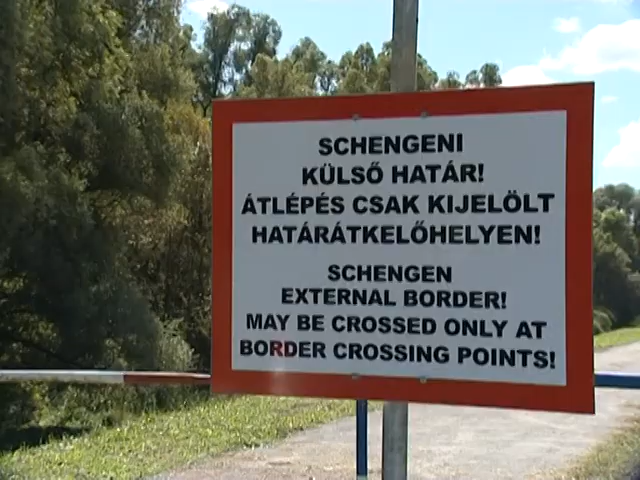 SCHENGENI
KÜLSŐ HATÁR!
ÁTLÉPÉS CSAK KIJELÖLT
HATÁRÁTKELŐHELYEN!
SCHENGEN
EXTERNAL BORDER!
MAY BE CROSSED ONLY AT
BORDER CROSSING POINTS!